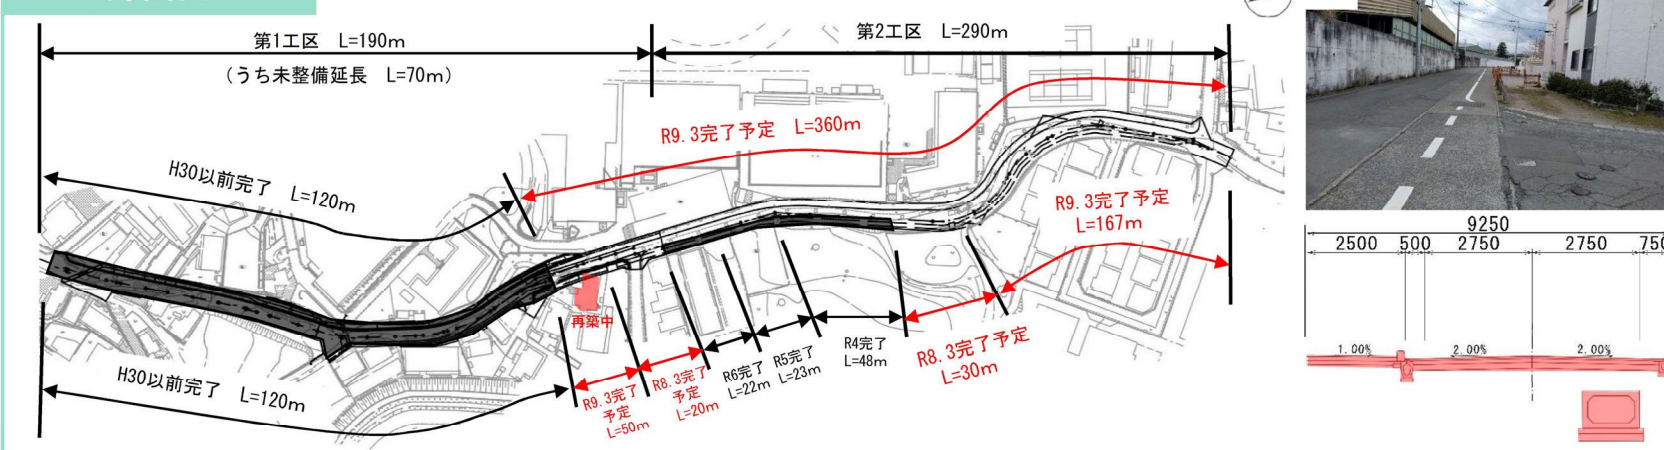 第1工区 L=190m
(うち未整備延長 L=70m)
第2工区 L=290m
R9.3完了予定 L=360m
H30以前完了 L=120m
R9.3完了予定
L=167m
再築中
H30以前完了 L=120m
R9.3完了
予定
L=50m
R8.3完了
予定
L=20m
R6完了
L=22m
R5完了
L=23m
R4完了
L=48m
R8.3完了予定
L=30m
9250
2500 500 2750 2750 750
1.00% 2.00% 2.00%